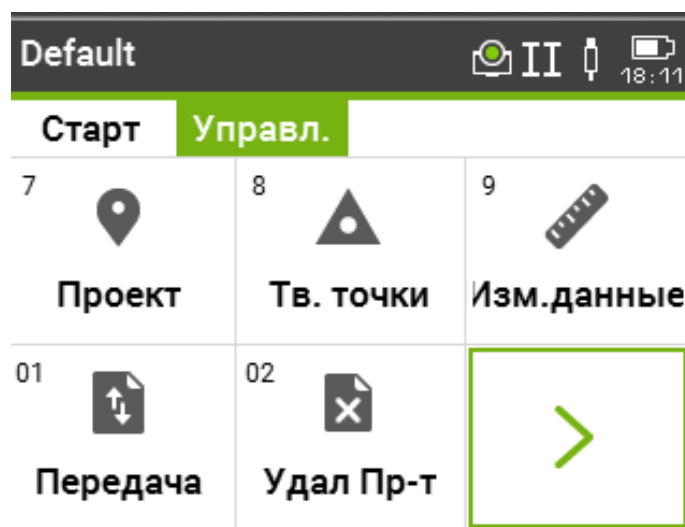 Default II 18:11
Старт Управл.
7 8 9
Проект Тв. точки Изм.данные
01 02
Передача Удал Пр-т